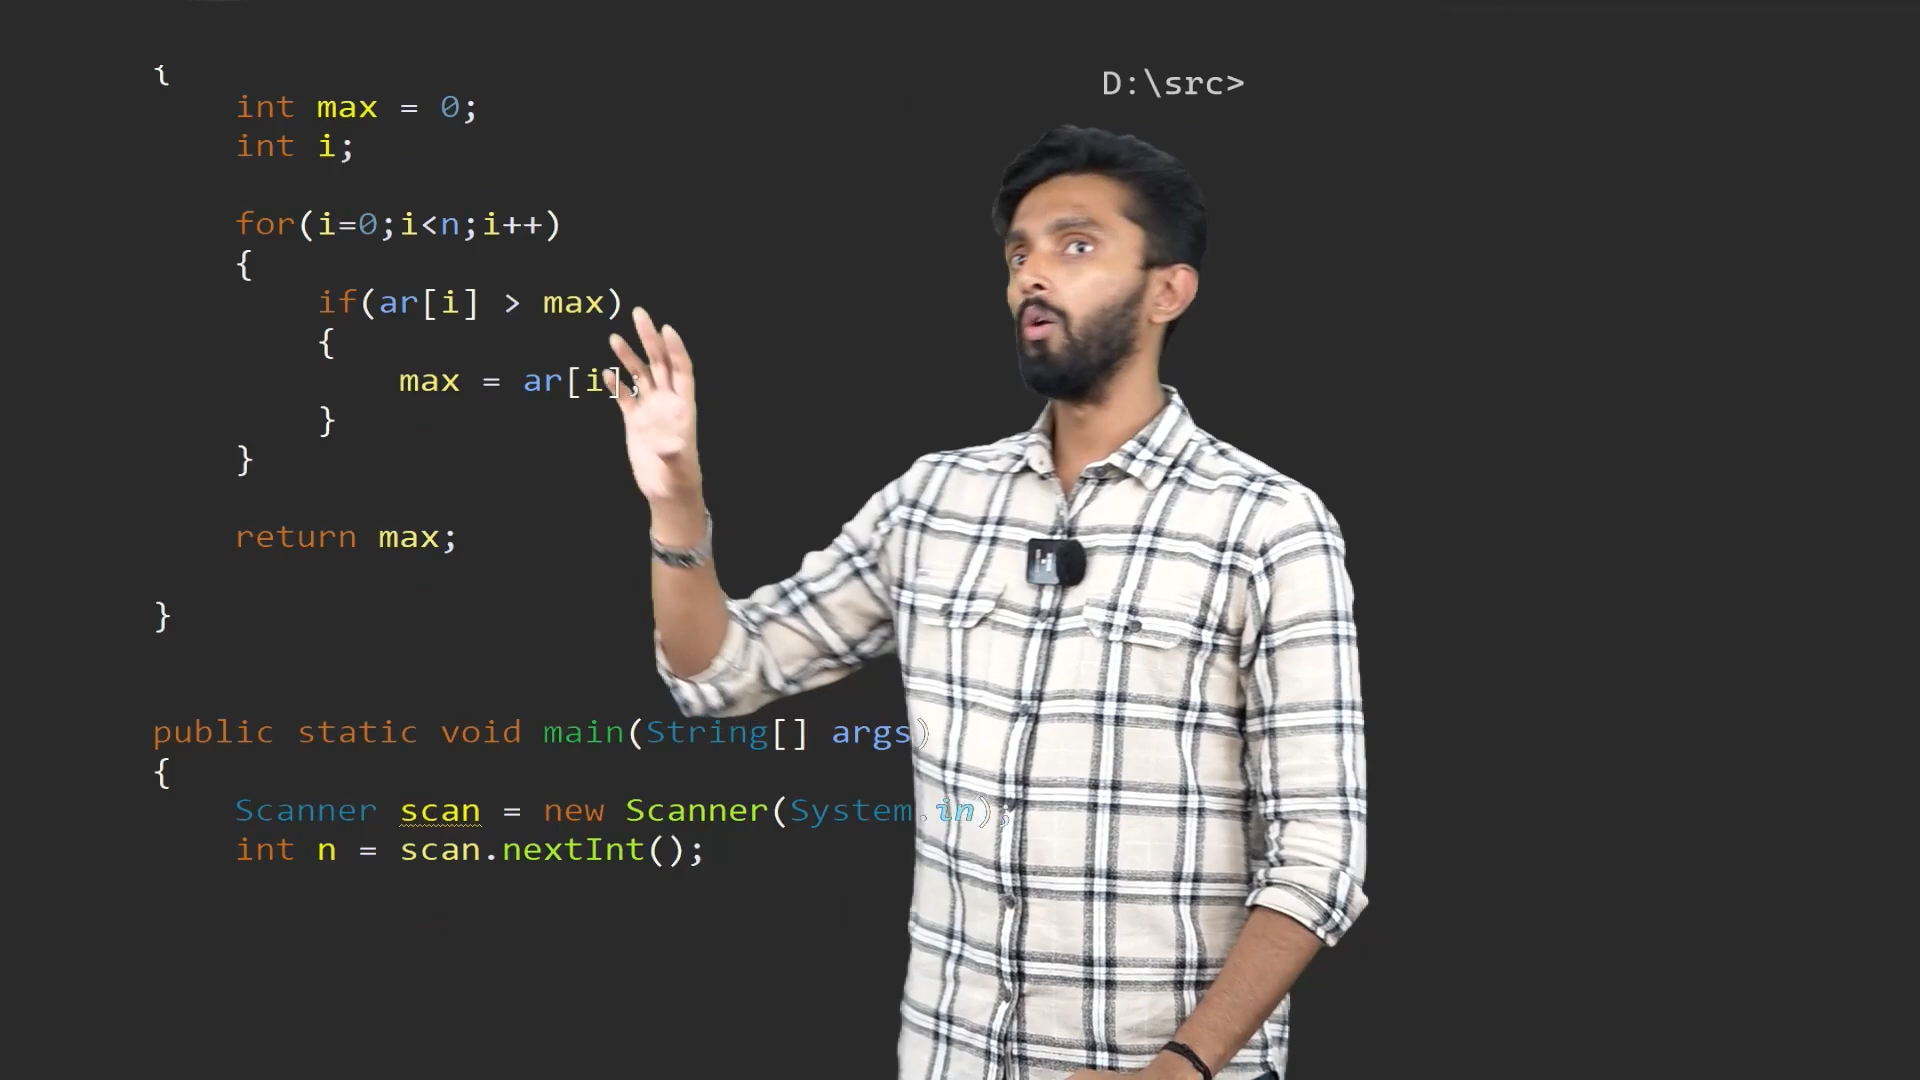 {
int max = 0;
int i;
for(i=0;i<n;i++)
{
if(ar[i] > max)
{
max = ar[i];
}
}
return max;
}
public static void main(String[] args)
{
Scanner scan = new Scanner(System.in);
int n = scan.nextInt();
D:\src>